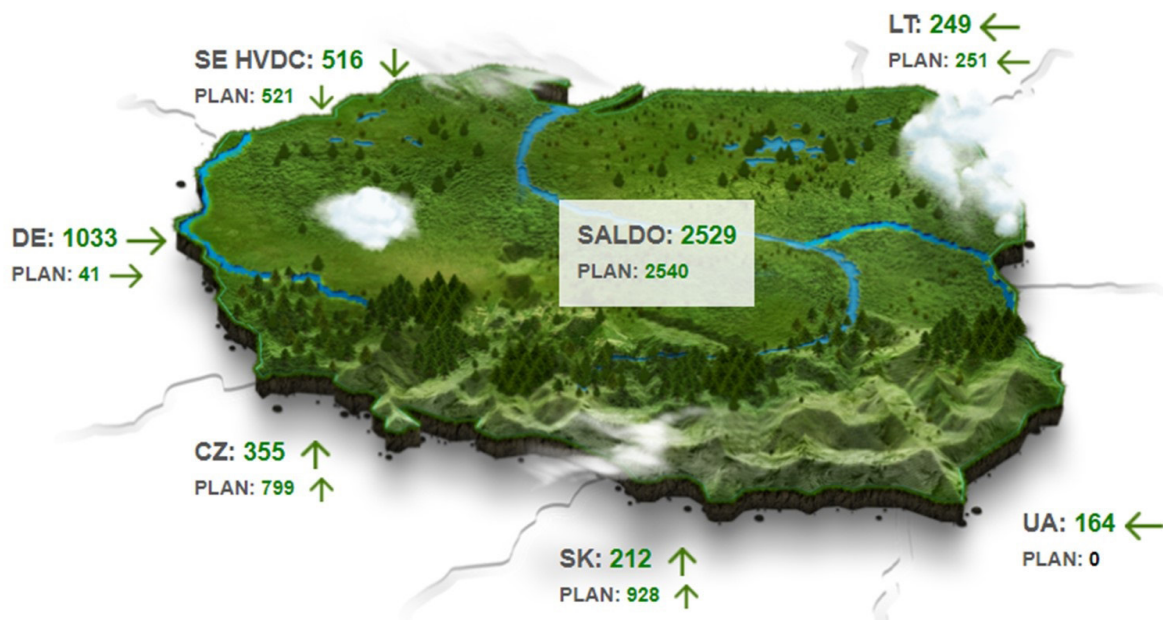 LT: 249
PLAN: 251
SE HVDC: 516
PLAN: 521
DE: 1033
PLAN: 41
SALDO: 2529
PLAN: 2540
CZ: 355
PLAN: 799
SK: 212
PLAN: 928
UA: 164
PLAN: 0